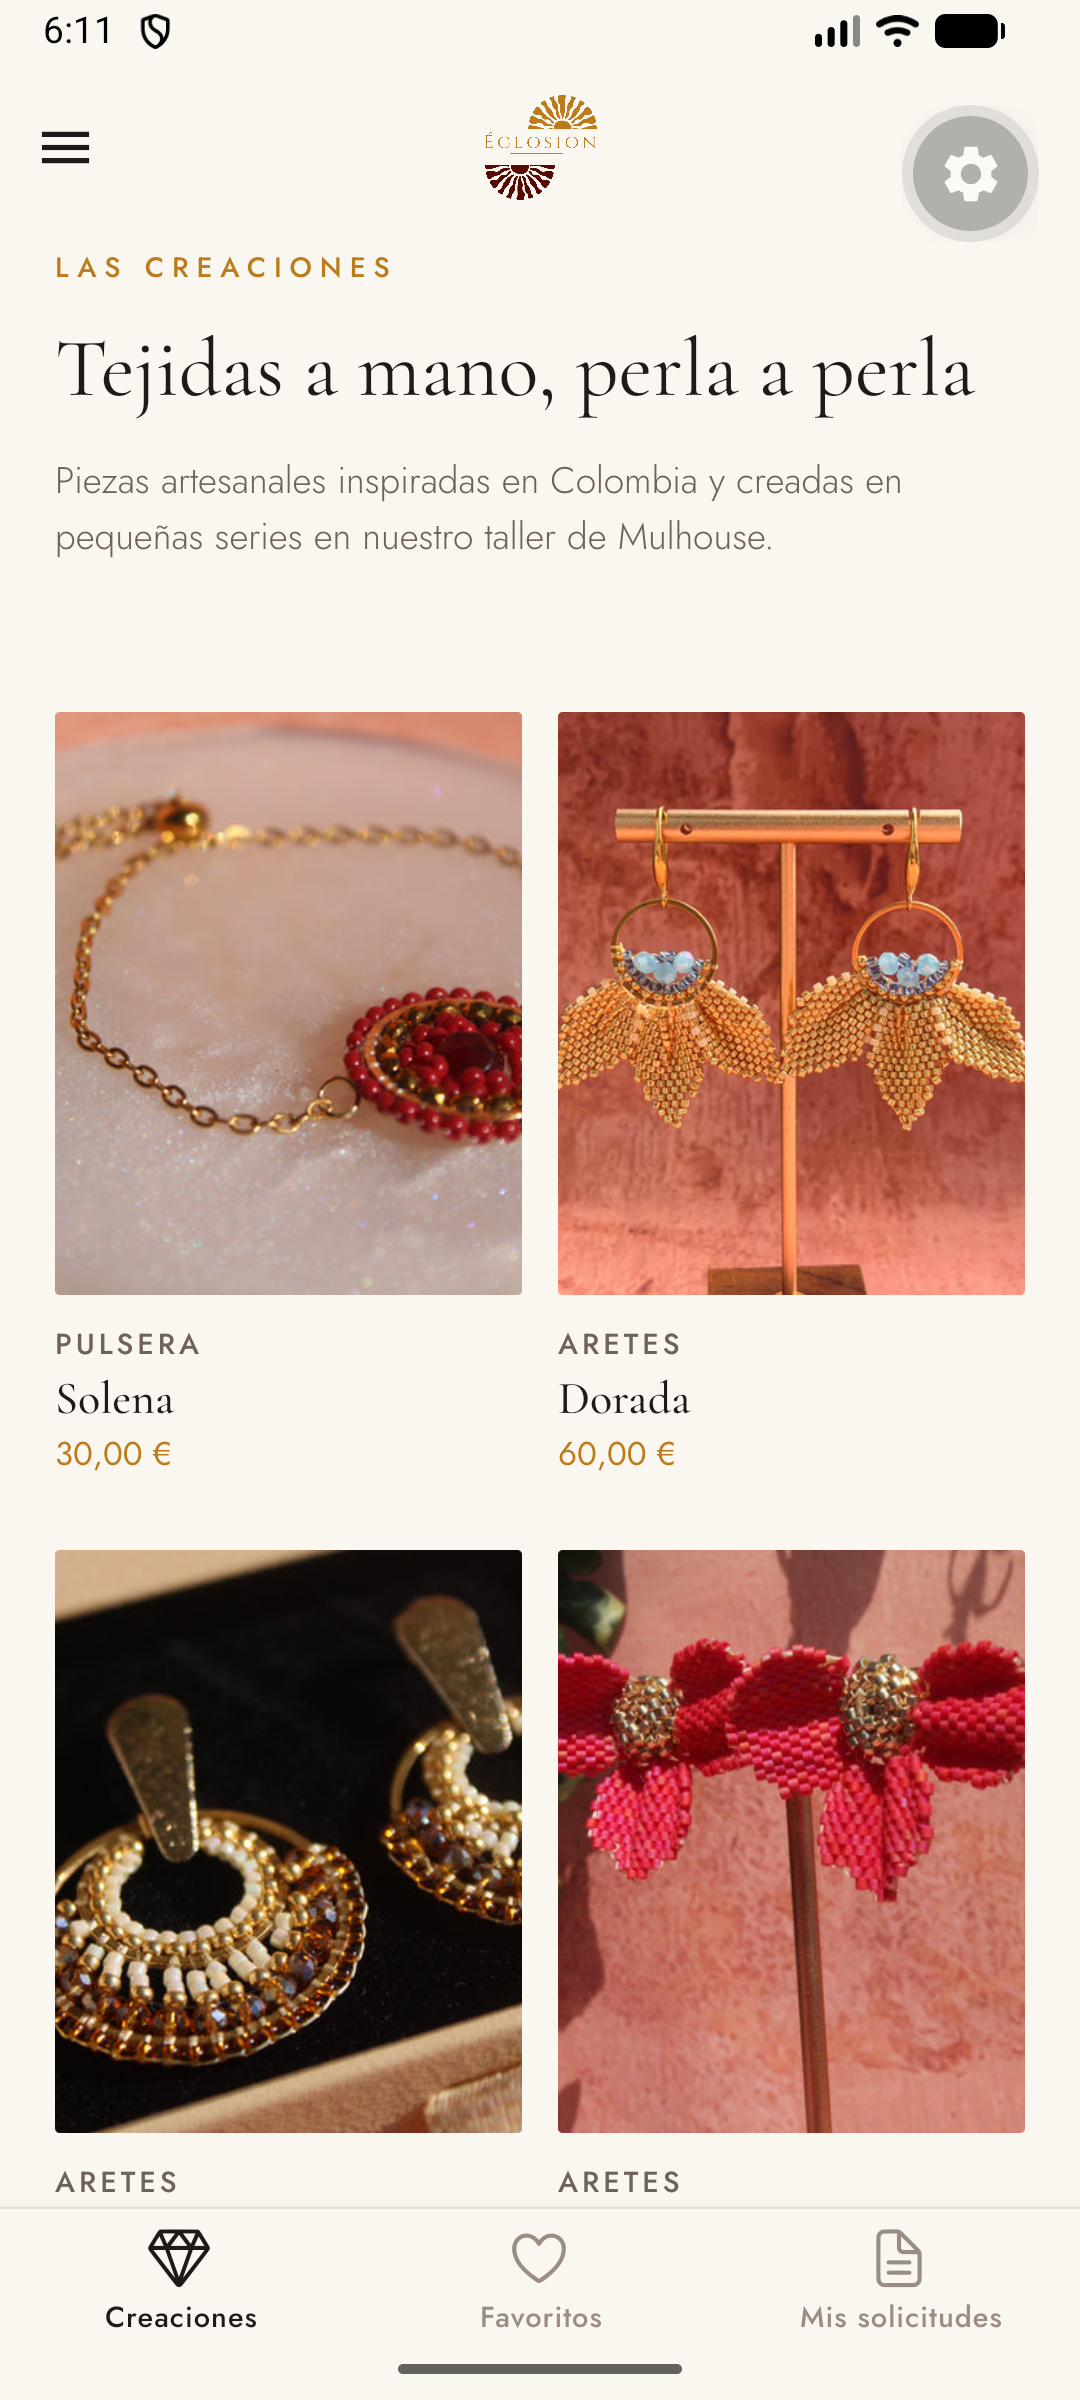 6:11
ÉCLOSION
LAS CREACIONES
Tejidas a mano, perla a perla
Piezas artesanales inspiradas en Colombia y creadas en
pequeñas series en nuestro taller de Mulhouse.
PULSERA
Solena
30,00 €
ARETES
Dorada
60,00 €
ARETES
ARETES
Creaciones
Favoritos
Mis solicitudes